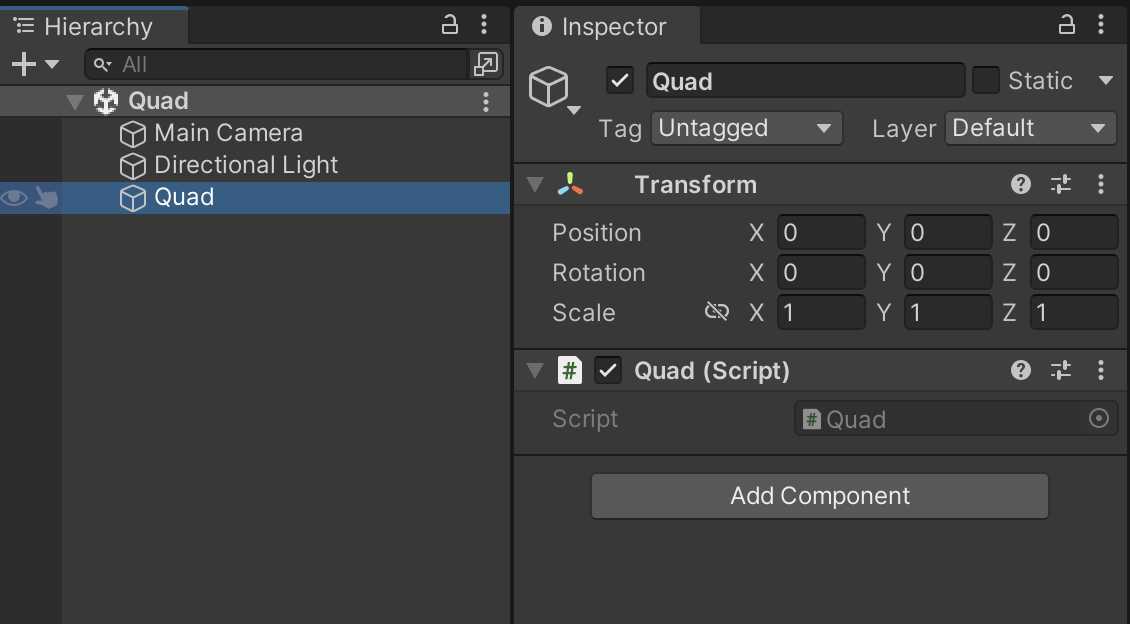 Hierarchy
All
Quad
Main Camera
Directional Light
Quad
Inspector
Quad Static
Tag Untagged Layer Default
Transform
Position X 0 Y 0 Z 0
Rotation X 0 Y 0 Z 0
Scale X 1 Y 1 Z 1
# Quad (Script)
Script # Quad
Add Component